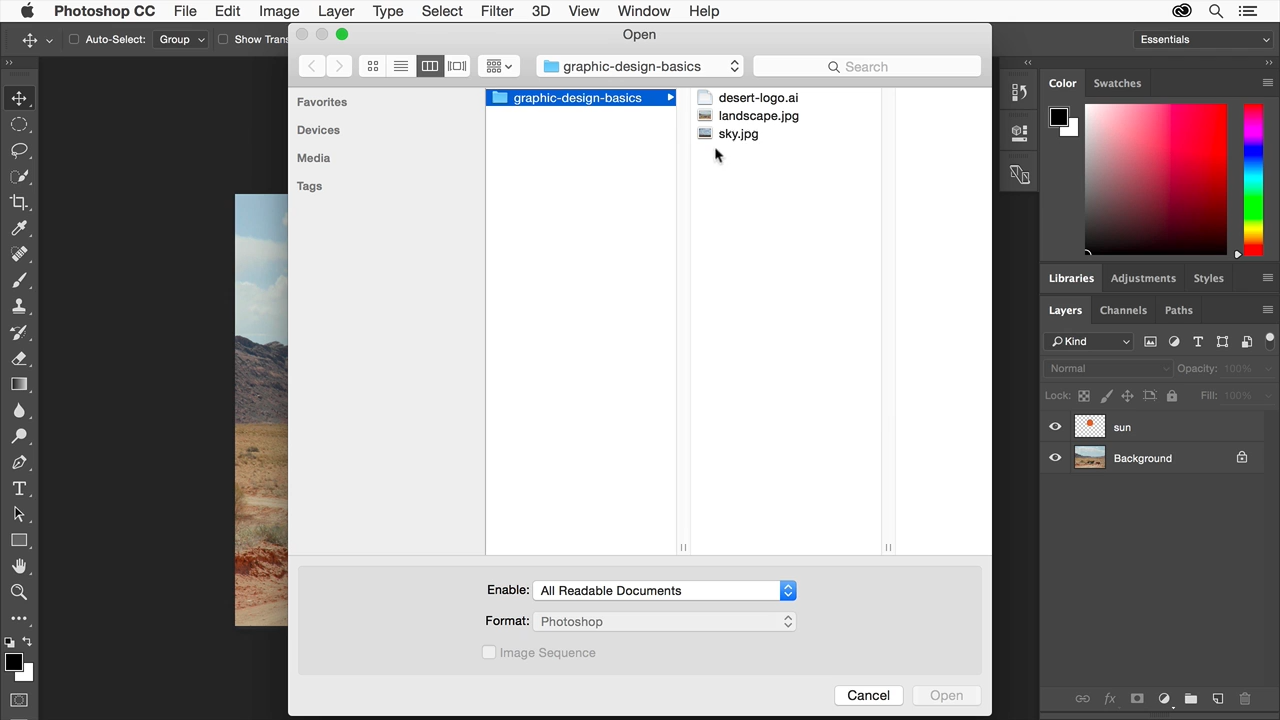 Photoshop CC File Edit Image Layer Type Select Filter 3D View Window Help
Auto-Select: Group Show Tran
Essentials
Open
graphic-design-basics
Search
Favorites
Devices
Media
Tags
graphic-design-basics
desert-logo.ai
landscape.jpg
sky.jpg
Enable: All Readable Documents
Format: Photoshop
Image Sequence
Cancel Open
Color Swatches
Libraries Adjustments Styles
Layers Channels Paths
Kind
Normal Opacity: 100%
Lock: Fill: 100%
sun
Background